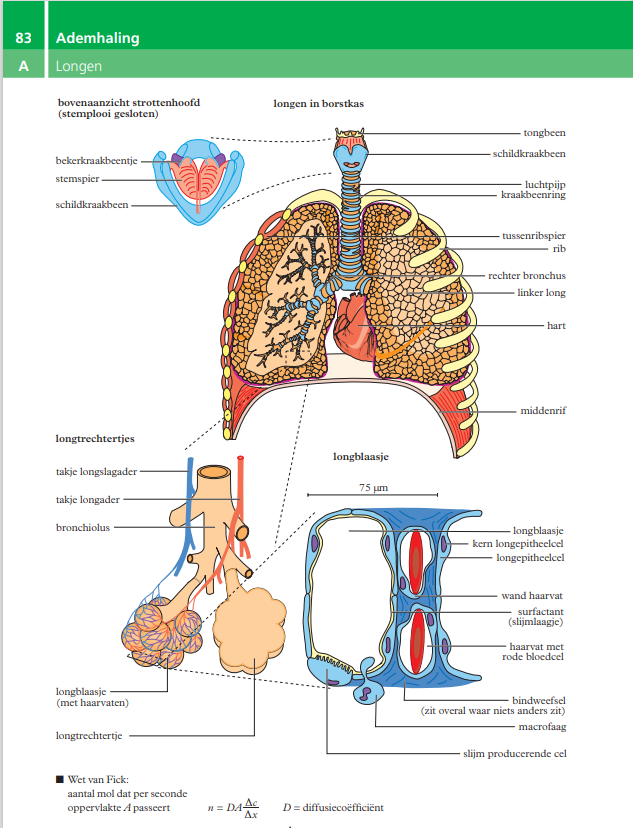 83 Ademhaling
A Longen
bovenaanzicht strottenhoofd
(stemplooi gesloten)
longen in borstkas
bekerkraakbeentje
stemspier
schildkraakbeen
tongbeen
schildkraakbeen
luchtpijp
kraakbeenring
tussenribspier
rib
rechter bronchus
linker long
hart
middenrif
longtrechtertjes
takje longslagader
takje longader
bronchiolus
longblaasje
(met haarvaten)
longtrechtertje
longblaasje
75 µm
longblaasje
kern longepitheelcel
longepitheelcel
wand haarvat
surfactant
(slijmlaagje)
haarvat met
rode bloedcel
bindweefsel
(zit overal waar niets anders zit)
macrofaag
slijm producerende cel
■ Wet van Fick:
aantal mol dat per seconde
oppervlakte A passeert n = DA Δc/Δx D = diffusiecoëfficiënt